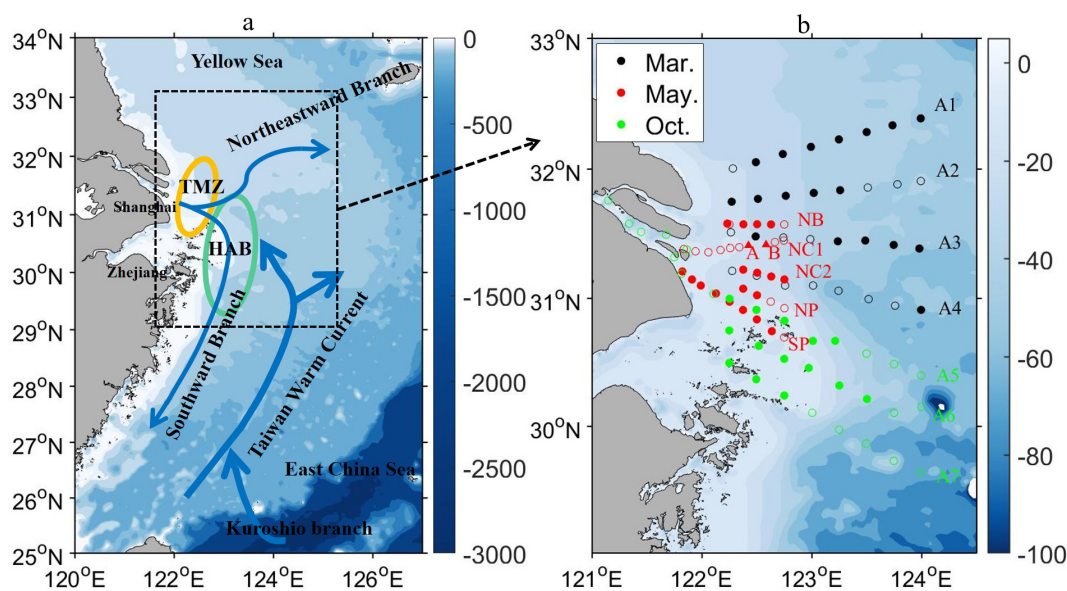 a
34°N
33°N
32°N
31°N
30°N
29°N
28°N
27°N
26°N
25°N
120°E
122°E
124°E
126°E
Yellow Sea
Northeastward Branch
TMZ
Shanghai
HAB
Zhejiang
Southward Branch
Taiwan Warm Current
East China Sea
Kuroshio branch
0
-500
-1000
-1500
-2000
-2500
-3000
b
33°N
32°N
31°N
30°N
121°E
122°E
123°E
124°E
Mar.
May.
Oct.
A1
A2
NB
A3
A B NC1
NC2
NP
A4
SP
A5
A6
A7
0
-20
-40
-60
-80
-100